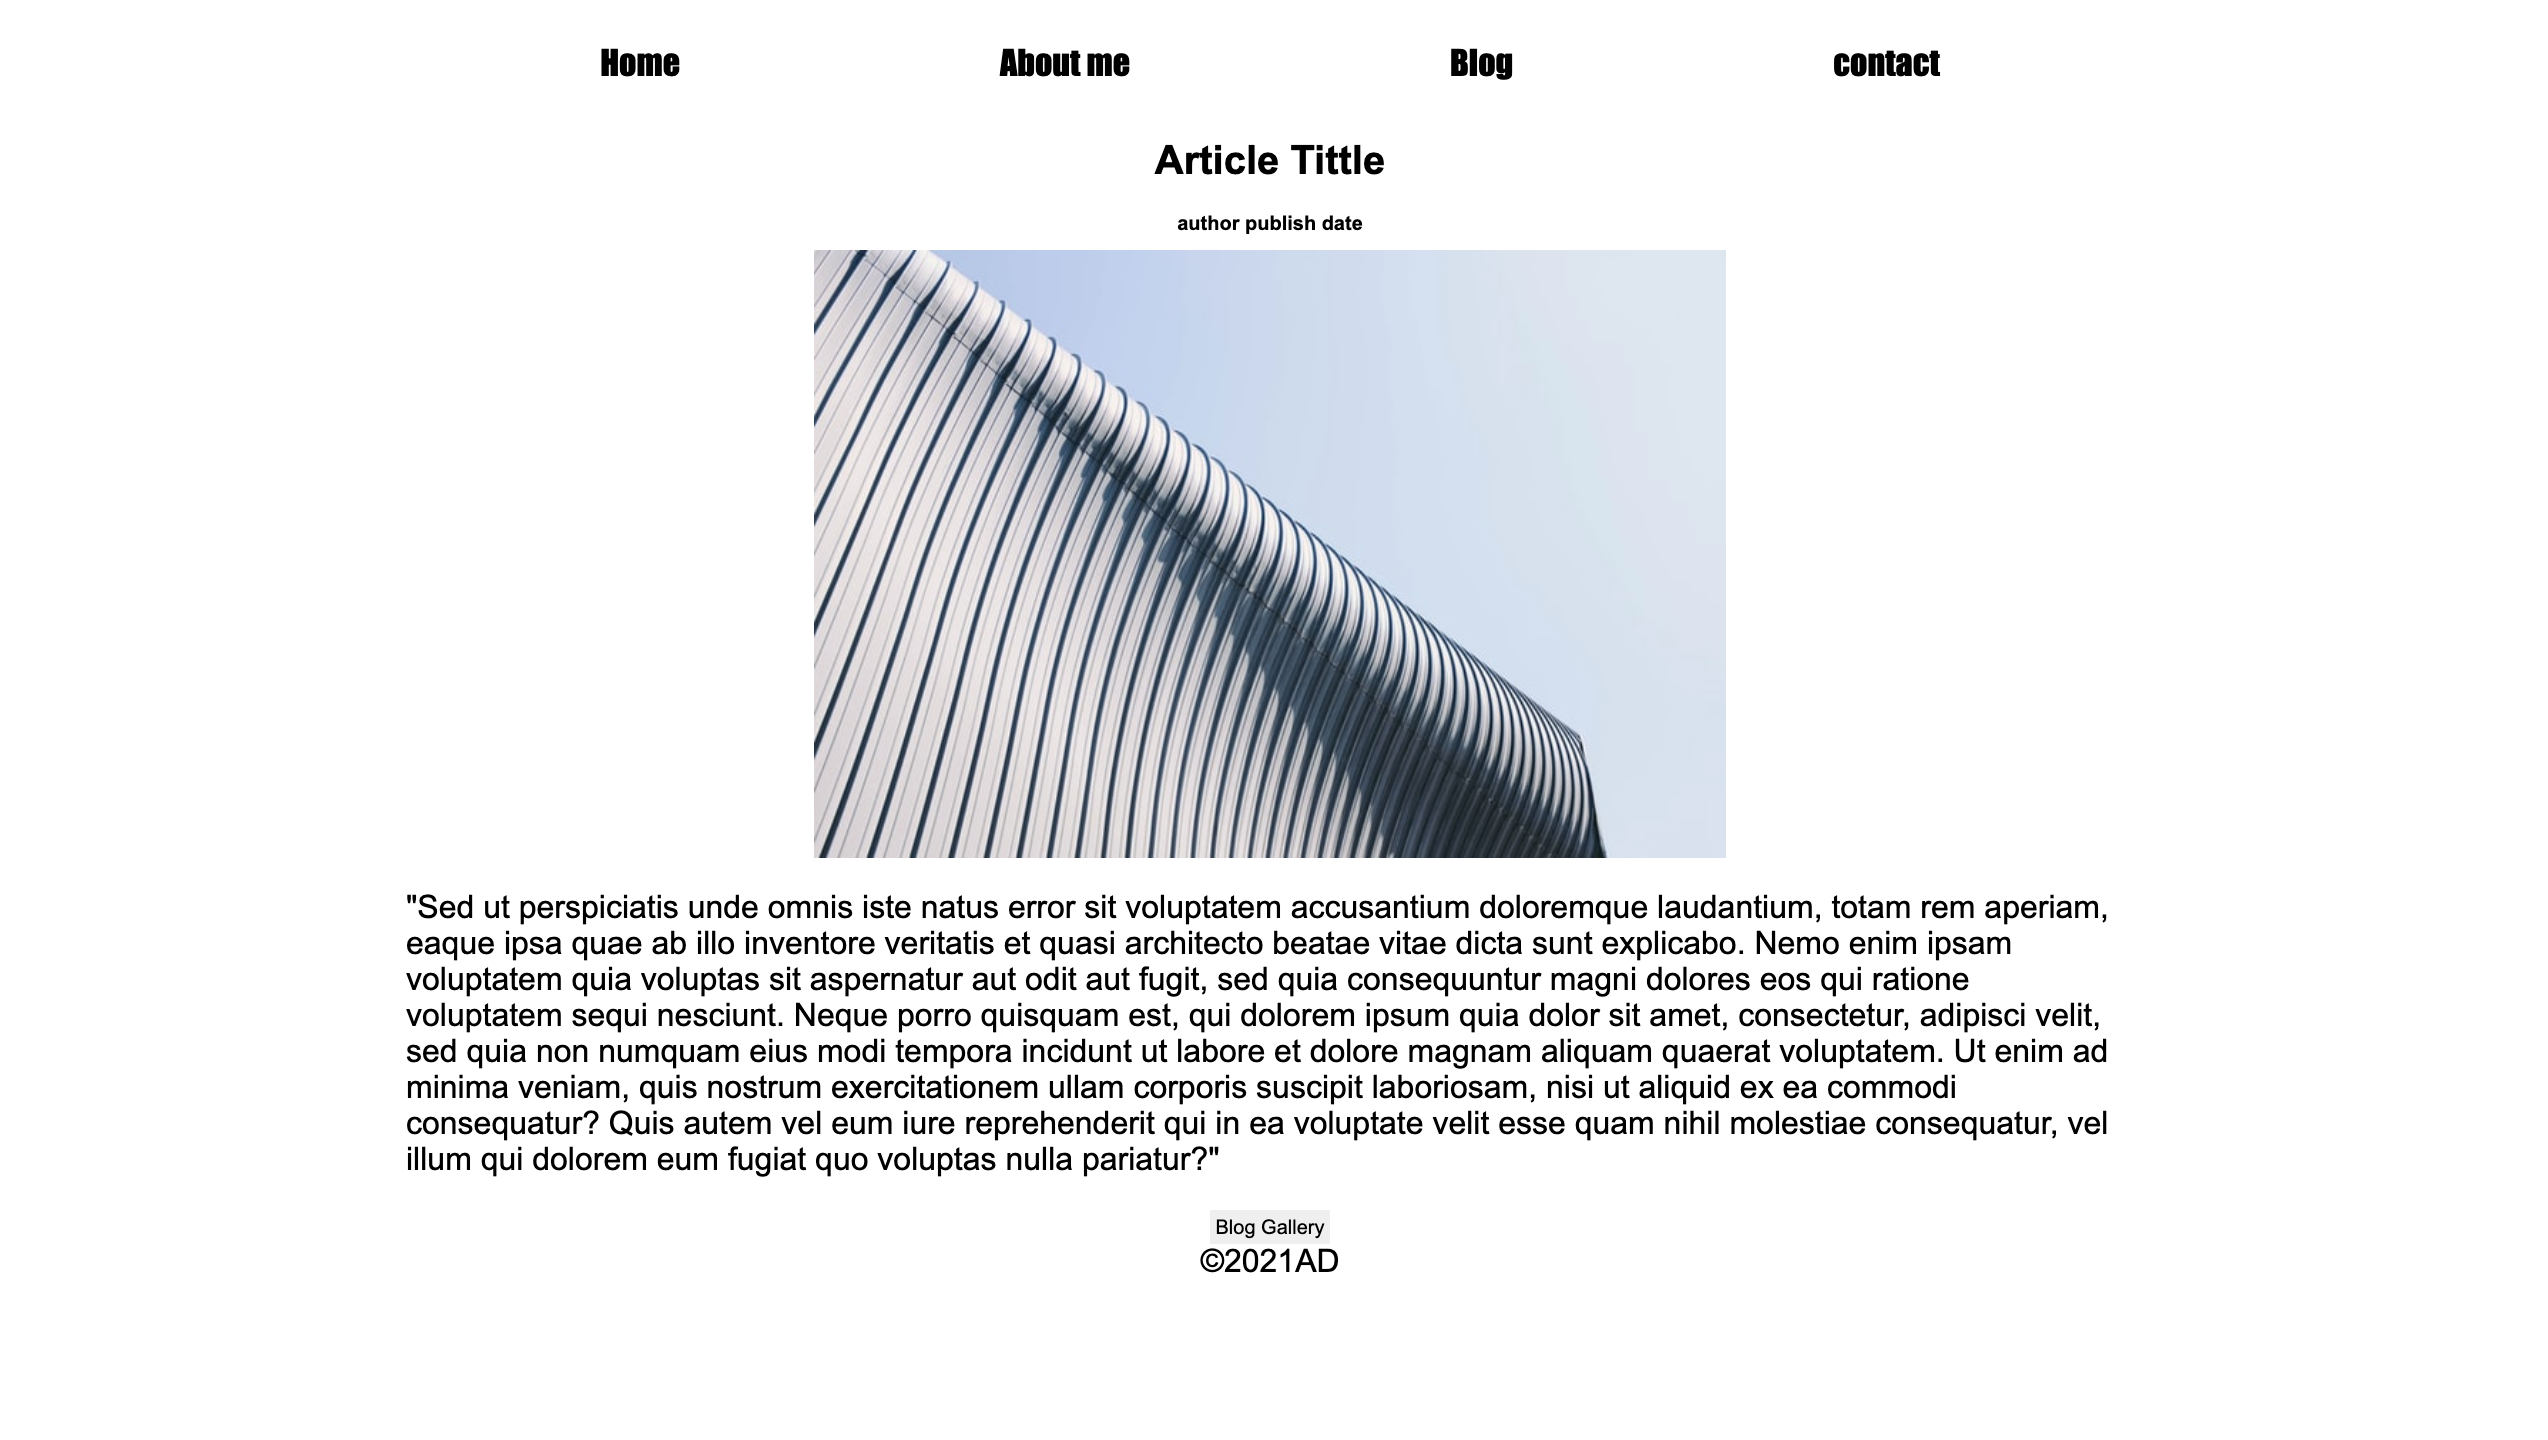 Home About me Blog contact
Article Tittle
author publish date
"Sed ut perspiciatis unde omnis iste natus error sit voluptatem accusantium doloremque laudantium, totam rem aperiam,
eaque ipsa quae ab illo inventore veritatis et quasi architecto beatae vitae dicta sunt explicabo. Nemo enim ipsam
voluptatem quia voluptas sit aspernatur aut odit aut fugit, sed quia consequuntur magni dolores eos qui ratione
voluptatem sequi nesciunt. Neque porro quisquam est, qui dolorem ipsum quia dolor sit amet, consectetur, adipisci velit,
sed quia non numquam eius modi tempora incidunt ut labore et dolore magnam aliquam quaerat voluptatem. Ut enim ad
minima veniam, quis nostrum exercitationem ullam corporis suscipit laboriosam, nisi ut aliquid ex ea commodi
consequatur? Quis autem vel eum iure reprehenderit qui in ea voluptate velit esse quam nihil molestiae consequatur, vel
illum qui dolorem eum fugiat quo voluptas nulla pariatur?"
Blog Gallery
©2021AD